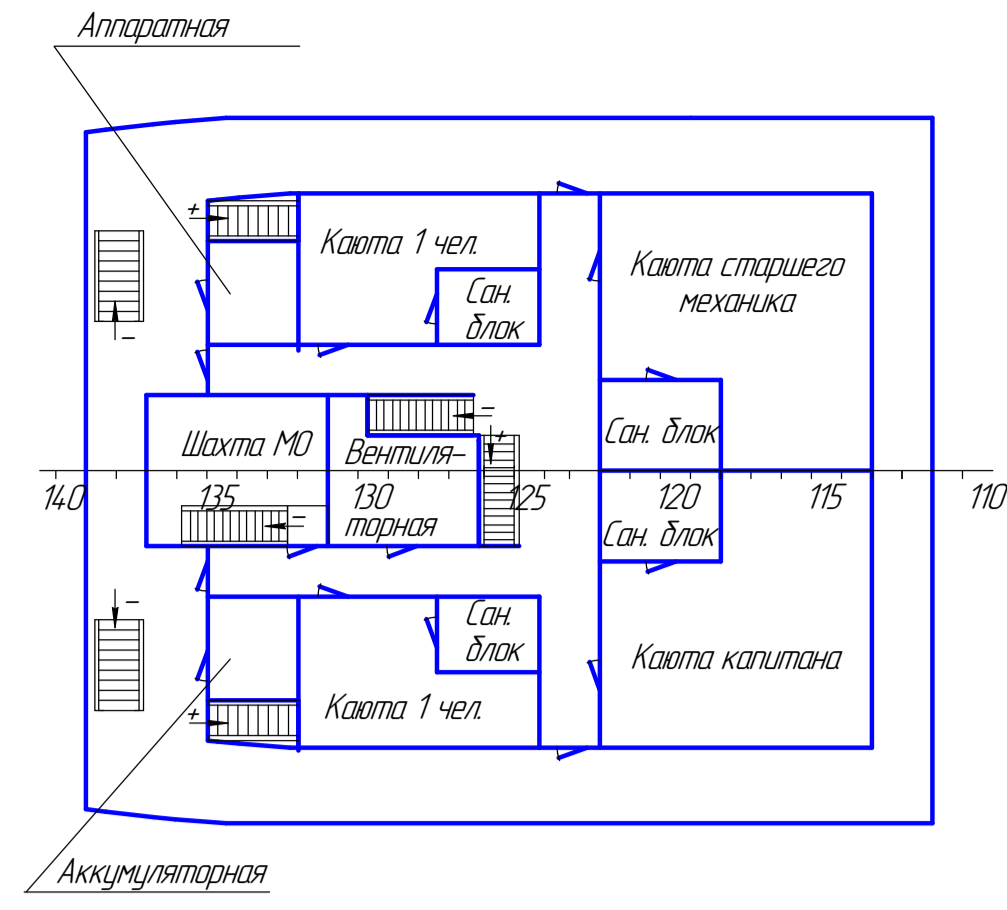 Аппаратная
+
Каюта 1 чел.
Каюта старшего
механика
Сан.
блок
–
–
+
Шахта МО
Вентиля–
Сан. блок
140
135
130
125
120
115
110
–
торная
Сан. блок
–
Сан.
блок
Каюта капитана
Каюта 1 чел.
+
Аккумуляторная